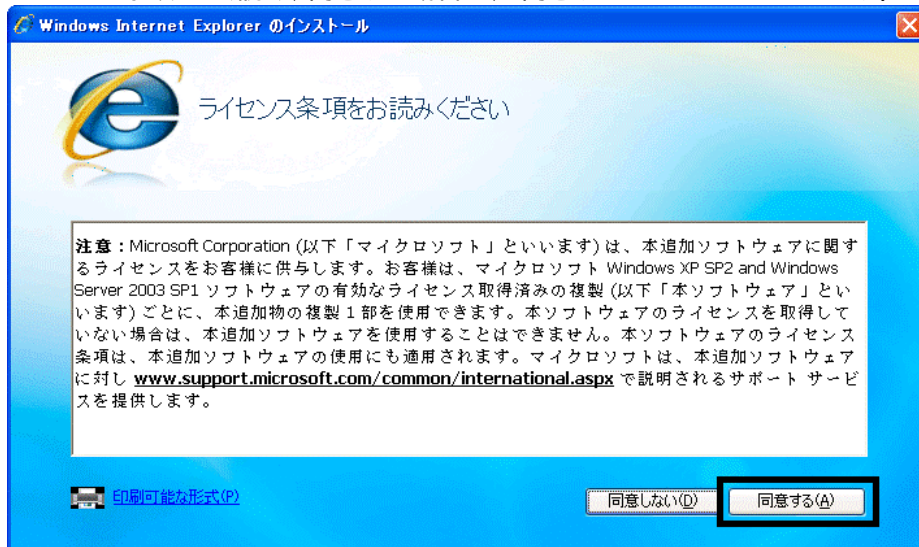 Windows Internet Explorer のインストール
ライセンス条項をお読みください
注意：Microsoft Corporation (以下「マイクロソフト」といいます) は、本追加ソフトウェアに関す
るライセンスをお客様に供与します。お客様は、マイクロソフト Windows XP SP2 and Windows
Server 2003 SP1 ソフトウェアの有効なライセンス取得済みの複製 (以下「本ソフトウェア」とい
います) ごとに、本追加物の複製 1 部を使用できます。本ソフトウェアのライセンスを取得して
いない場合は、本追加ソフトウェアを使用することはできません。本ソフトウェアのライセンス
条項は、本追加ソフトウェアの使用にも適用されます。マイクロソフトは、本追加ソフトウェア
に対し www.support.microsoft.com/common/international.aspx で説明されるサポート サービ
スを提供します。
印刷可能な形式(P)
同意しない(D)
同意する(A)